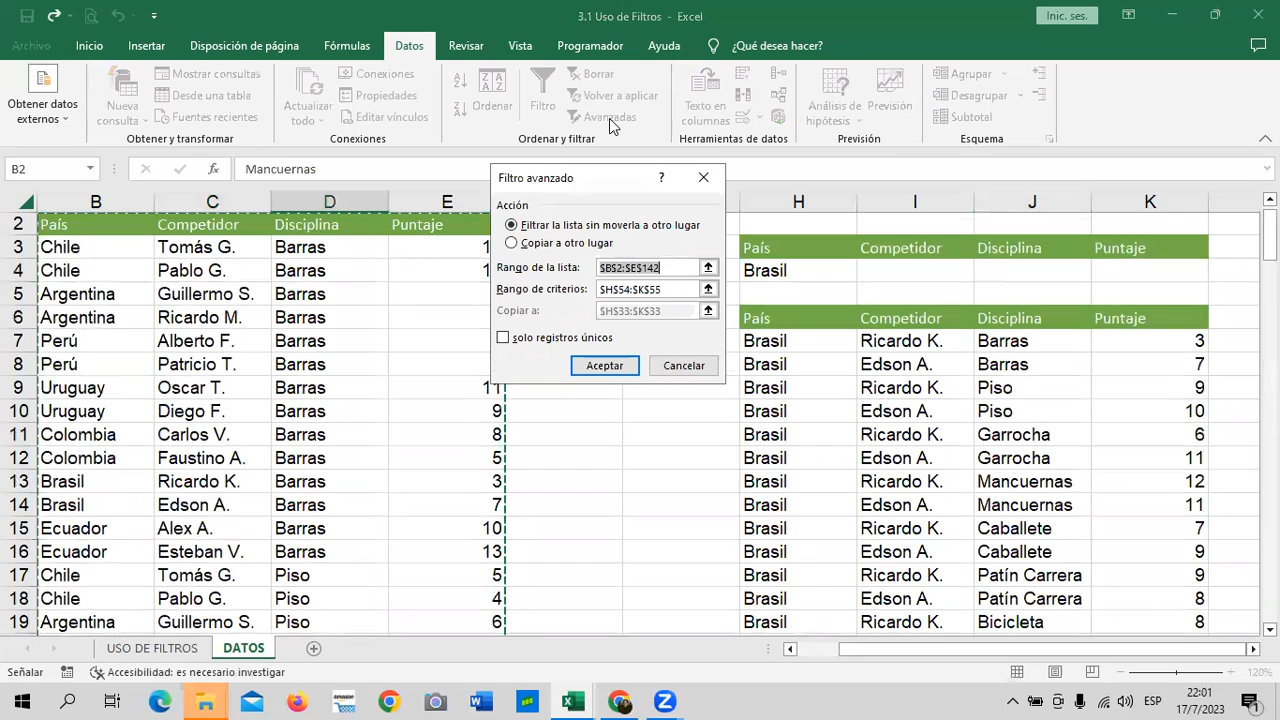 3.1 Uso de Filtros - Excel
Inic. ses.
Archivo Inicio Insertar Disposición de página Fórmulas Datos Revisar Vista Programador Ayuda ¿Qué desea hacer?
Obtener datos externos
Nueva consulta
Mostrar consultas
Desde una tabla
Fuentes recientes
Obtener y transformar
Actualizar todo
Conexiones
Propiedades
Editar vínculos
Conexiones
Ordenar
Filtro
Borrar
Volver a aplicar
Avanzadas
Ordenar y filtrar
Texto en columnas
Herramientas de datos
Análisis de hipótesis
Previsión
Previsión
Agrupar
Desagrupar
Subtotal
Esquema
B2 fx Mancuernas
Filtro avanzado ?
Acción
Filtrar la lista sin moverla a otro lugar
Copiar a otro lugar
Rango de la lista: $B$2:$E$142
Rango de criterios: $H$54:$K$55
Copiar a: $H$33:$K$33
Solo registros únicos
Aceptar Cancelar
B C D E H I J K
2 País Competidor Disciplina Puntaje
3 Chile Tomás G. Barras 1 País Competidor Disciplina Puntaje
4 Chile Pablo G. Barras 1 Brasil
5 Argentina Guillermo S. Barras
6 Argentina Ricardo M. Barras País Competidor Disciplina Puntaje
7 Perú Alberto F. Barras Brasil Ricardo K. Barras 3
8 Perú Patricio T. Barras Brasil Edson A. Barras 7
9 Uruguay Oscar T. Barras 11 Brasil Ricardo K. Piso 9
10 Uruguay Diego F. Barras 9 Brasil Edson A. Piso 10
11 Colombia Carlos V. Barras 8 Brasil Ricardo K. Garrocha 6
12 Colombia Faustino A. Barras 5 Brasil Edson A. Garrocha 11
13 Brasil Ricardo K. Barras 3 Brasil Ricardo K. Mancuernas 12
14 Brasil Edson A. Barras 7 Brasil Edson A. Mancuernas 11
15 Ecuador Alex A. Barras 10 Brasil Ricardo K. Caballete 7
16 Ecuador Esteban V. Barras 13 Brasil Edson A. Caballete 9
17 Chile Tomás G. Piso 5 Brasil Ricardo K. Patín Carrera 9
18 Chile Pablo G. Piso 4 Brasil Edson A. Patín Carrera 8
19 Argentina Guillermo S. Piso 6 Brasil Ricardo K. Bicicleta 8
USO DE FILTROS DATOS
Señalar Accesibilidad: es necesario investigar 120%
amazon
ESP
22:01
17/7/2023